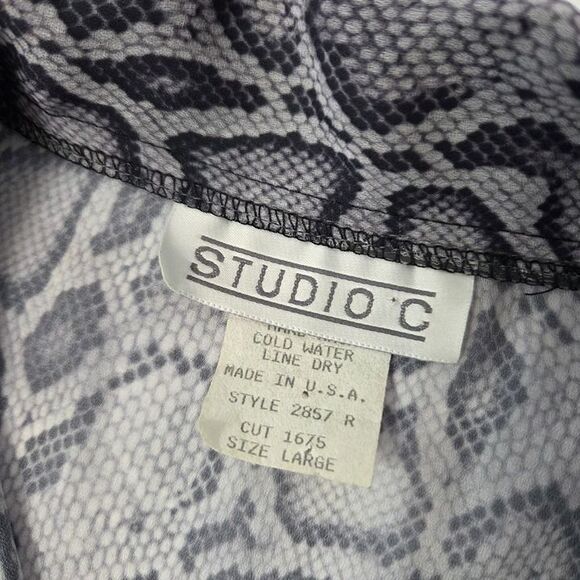 STUDIO C
COLD WATER
LINE DRY
MADE IN U.S.A.
STYLE 2857 R
CUT 1675
SIZE LARGE